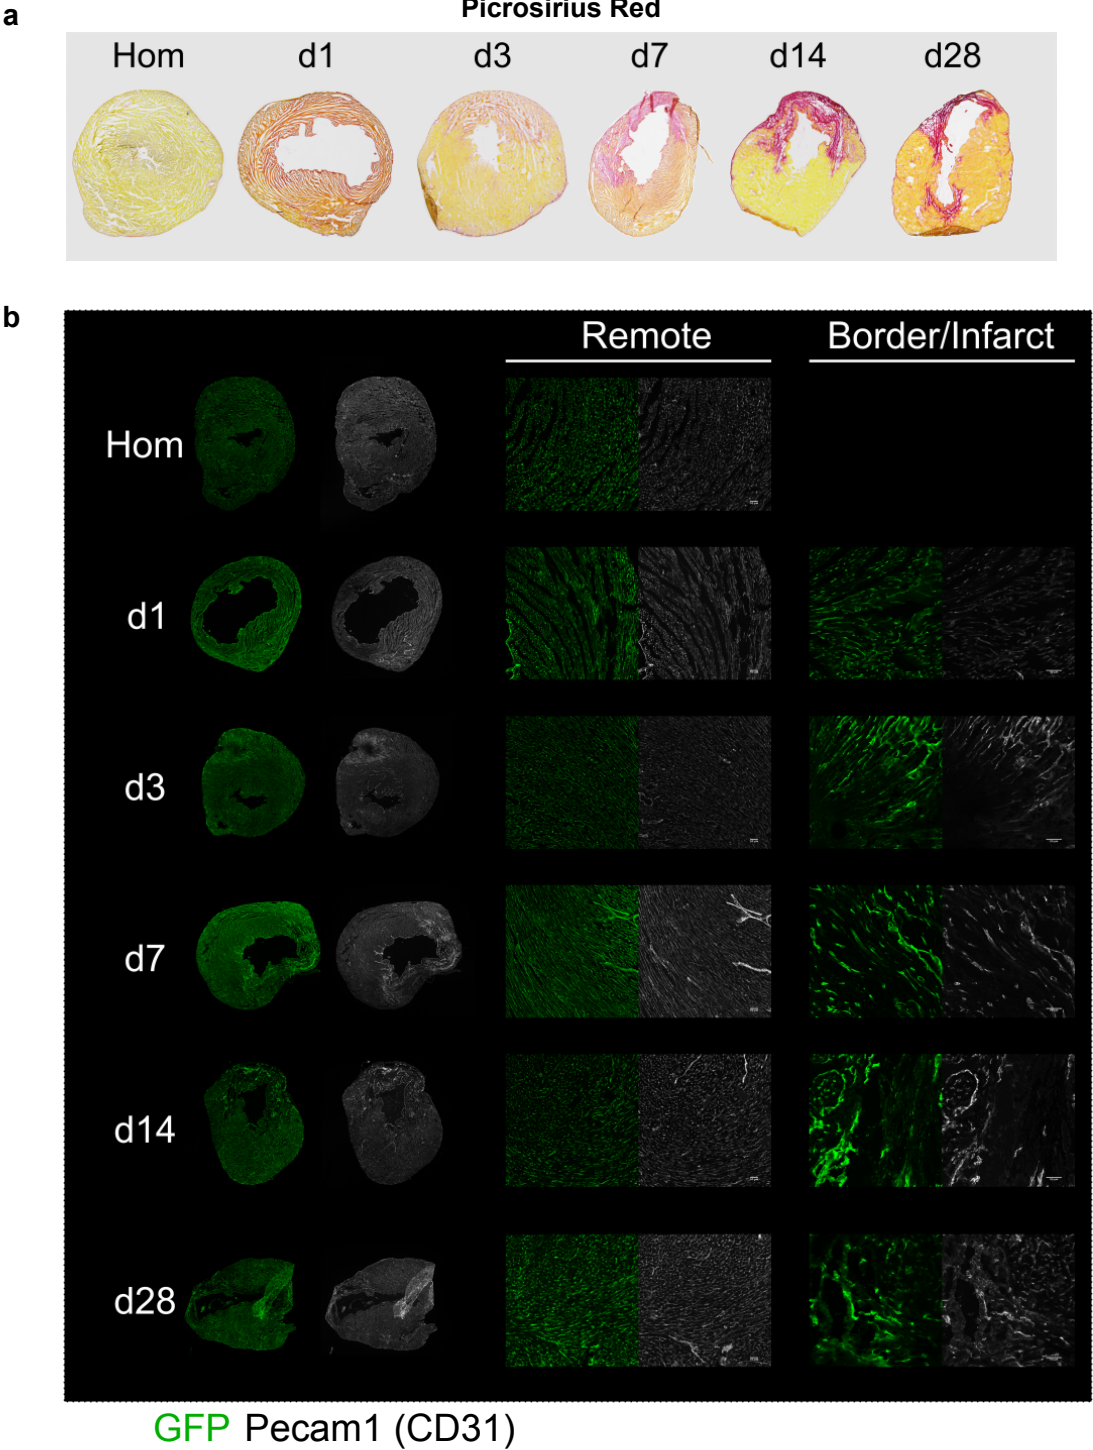 a
Picrosirius Red
Hom d1 d3 d7 d14 d28
b
Remote Border/Infarct
Hom
d1
d3
d7
d14
d28
GFP Pecam1 (CD31)